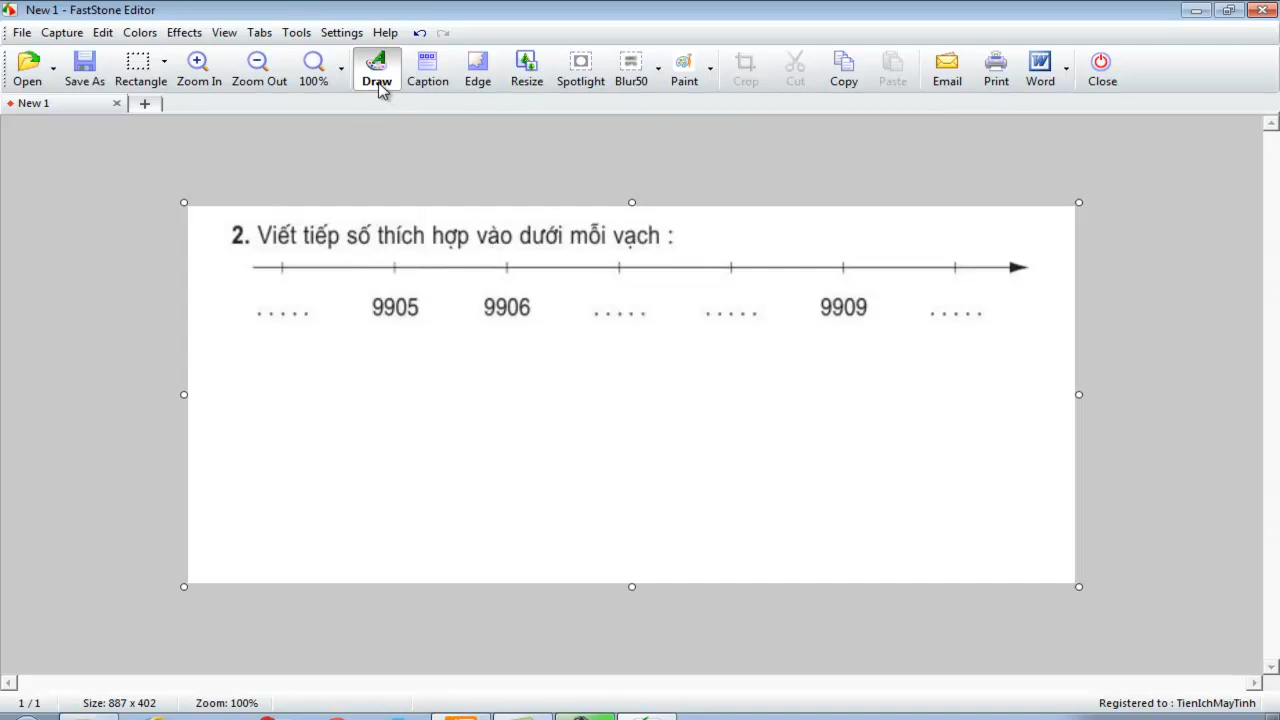 New 1 - FastStone Editor
File Capture Edit Colors Effects View Tabs Tools Settings Help
Open Save As Rectangle Zoom In Zoom Out 100% Draw Caption Edge Resize Spotlight Blur50 Paint Crop Cut Copy Paste Email Print Word Close
New 1
2. Viết tiếp số thích hợp vào dưới mỗi vạch :
. . . . . 9905 9906 . . . . . . . . . . 9909 . . . . .
1 / 1 Size: 887 x 402 Zoom: 100% Registered to : TienIchMayTinh